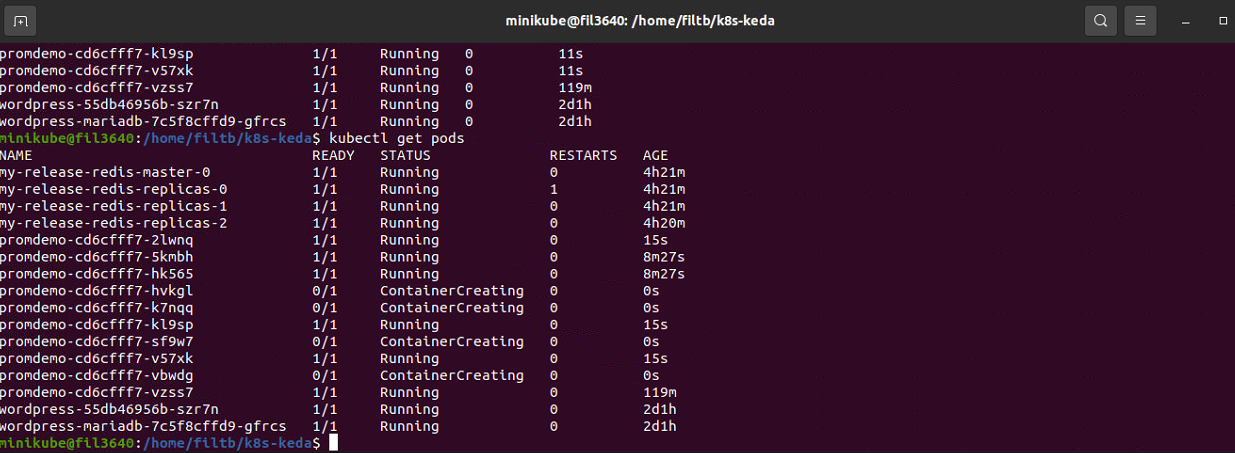 minikube@fil3640: /home/filtb/k8s-keda
promdemo-cd6cfff7-kl9sp 1/1 Running 0 11s
promdemo-cd6cfff7-v57xk 1/1 Running 0 11s
promdemo-cd6cfff7-vzss7 1/1 Running 0 119m
wordpress-55db46956b-szr7n 1/1 Running 0 2d1h
wordpress-mariadb-7c5f8cffd9-gfrcs 1/1 Running 0 2d1h
minikube@fil3640:/home/filtb/k8s-keda$ kubectl get pods
NAME READY STATUS RESTARTS AGE
my-release-redis-master-0 1/1 Running 0 4h21m
my-release-redis-replicas-0 1/1 Running 1 4h21m
my-release-redis-replicas-1 1/1 Running 0 4h21m
my-release-redis-replicas-2 1/1 Running 0 4h20m
promdemo-cd6cfff7-2lwnq 1/1 Running 0 15s
promdemo-cd6cfff7-5kmbh 1/1 Running 0 8m27s
promdemo-cd6cfff7-hk565 1/1 Running 0 8m27s
promdemo-cd6cfff7-hvkgl 0/1 ContainerCreating 0 0s
promdemo-cd6cfff7-k7nqq 0/1 ContainerCreating 0 0s
promdemo-cd6cfff7-kl9sp 1/1 Running 0 15s
promdemo-cd6cfff7-sf9w7 0/1 ContainerCreating 0 0s
promdemo-cd6cfff7-v57xk 1/1 Running 0 15s
promdemo-cd6cfff7-vbwdg 0/1 ContainerCreating 0 0s
promdemo-cd6cfff7-vzss7 1/1 Running 0 119m
wordpress-55db46956b-szr7n 1/1 Running 0 2d1h
wordpress-mariadb-7c5f8cffd9-gfrcs 1/1 Running 0 2d1h
minikube@fil3640:/home/filtb/k8s-keda$